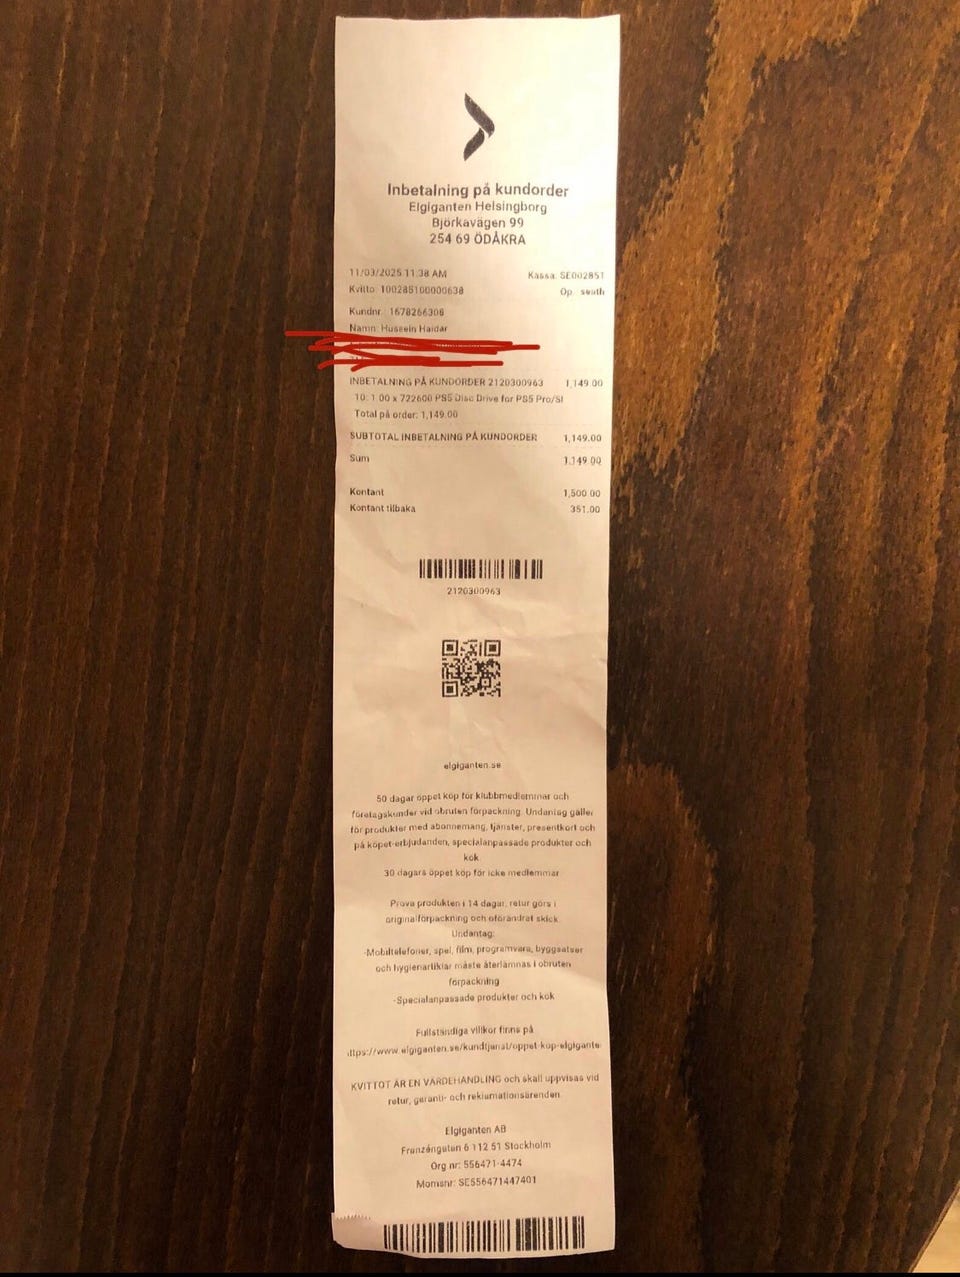 Inbetalning på kundorder
Elgiganten Helsingborg
Björkavägen 99
254 69 ÖDÅKRA
11/03/2025 11:38 AM Kassa: SE002851
Kvitto: 100285100000638 Op: seath
Kundnr: 1678266308
Namn: Hussein Haidar
INBETALNING PÅ KUNDORDER 2120300963 1,149.00
10: 1.00 x 722600 PS5 Disc Drive for PS5 Pro/Sl
Total på order: 1,149.00
SUBTOTAL INBETALNING PÅ KUNDORDER 1,149.00
Sum 1,149.00
Kontant 1,500.00
Kontant tilbaka 351.00
2120300963
elgiganten.se
50 dagar öppet köp för klubbmedlemmar och
företagskunder vid obruten förpackning. Undantag gäller
för produkter med abonnemang, tjänster, presentkort och
på köpet-erbjudanden, specialanpassade produkter och
kök
30 dagars öppet köp för icke medlemmar
Prova produkten i 14 dagar, retur görs i
originalförpackning och oförändrat skick.
Undantag:
-Mobiltelefoner, spel, film, programvara, byggsatser
och hygienartiklar måste återlämnas i obruten
förpackning
-Specialanpassade produkter och kök
Fullständiga villkor finns på
ttps://www.elgiganten.se/kundtjanst/oppet-kop-elgigante
KVITTOT ÄR EN VÄRDEHANDLING och skall uppvisas vid
retur, garanti- och reklamationsärenden.
Elgiganten AB
Franzéngatan 6 112 51 Stockholm
Org nr: 556471-4474
Momsnr: SE556471447401